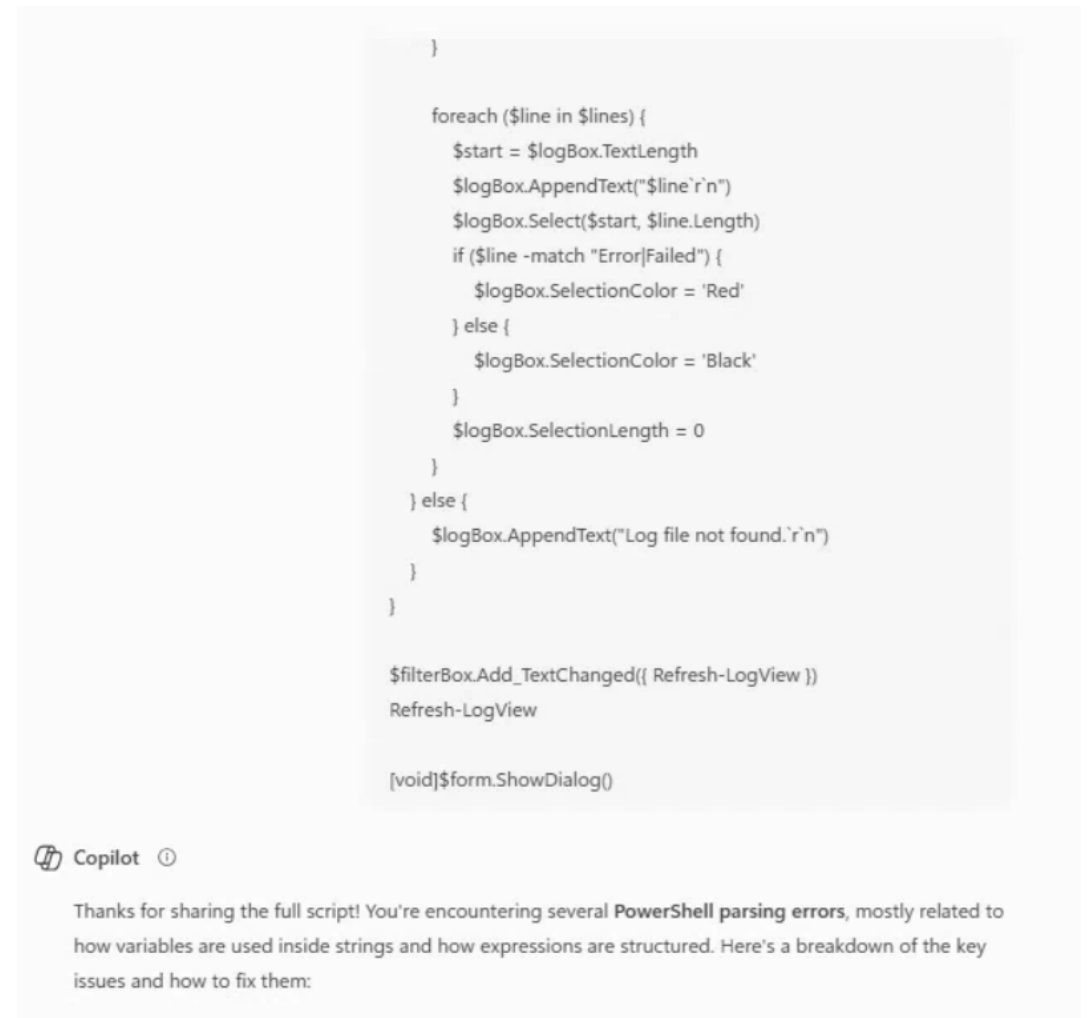 }
foreach ($line in $lines) {
$start = $logBox.TextLength
$logBox.AppendText("$line`r`n")
$logBox.Select($start, $line.Length)
if ($line -match "Error|Failed") {
$logBox.SelectionColor = 'Red'
} else {
$logBox.SelectionColor = 'Black'
}
$logBox.SelectionLength = 0
}
} else {
$logBox.AppendText("Log file not found.`r`n")
}
}
$filterBox.Add_TextChanged({ Refresh-LogView })
Refresh-LogView
[void]$form.ShowDialog()
Copilot
Thanks for sharing the full script! You're encountering several PowerShell parsing errors, mostly related to
how variables are used inside strings and how expressions are structured. Here's a breakdown of the key
issues and how to fix them: